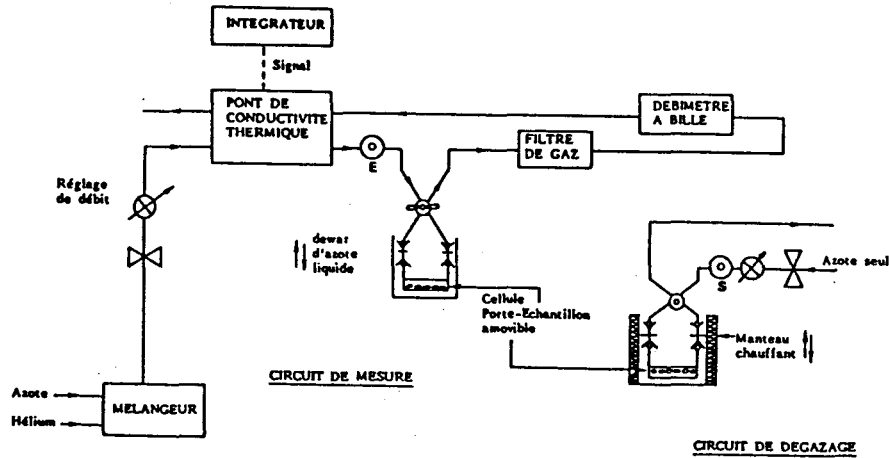 INTEGRATEUR
Signal
PONT DE
CONDUCTIVITE
THERMIQUE
DEBIMETRE
A BILLE
FILTRE
DE GAZ
E
Réglage
de débit
dewar
d'azote
liquide
S
Azote seul
Cellule
Porte-Echantillon
amovible
Manteau
chauffant
CIRCUIT DE MESURE
Azote
Hélium
MELANGEUR
CIRCUIT DE DEGAZAGE